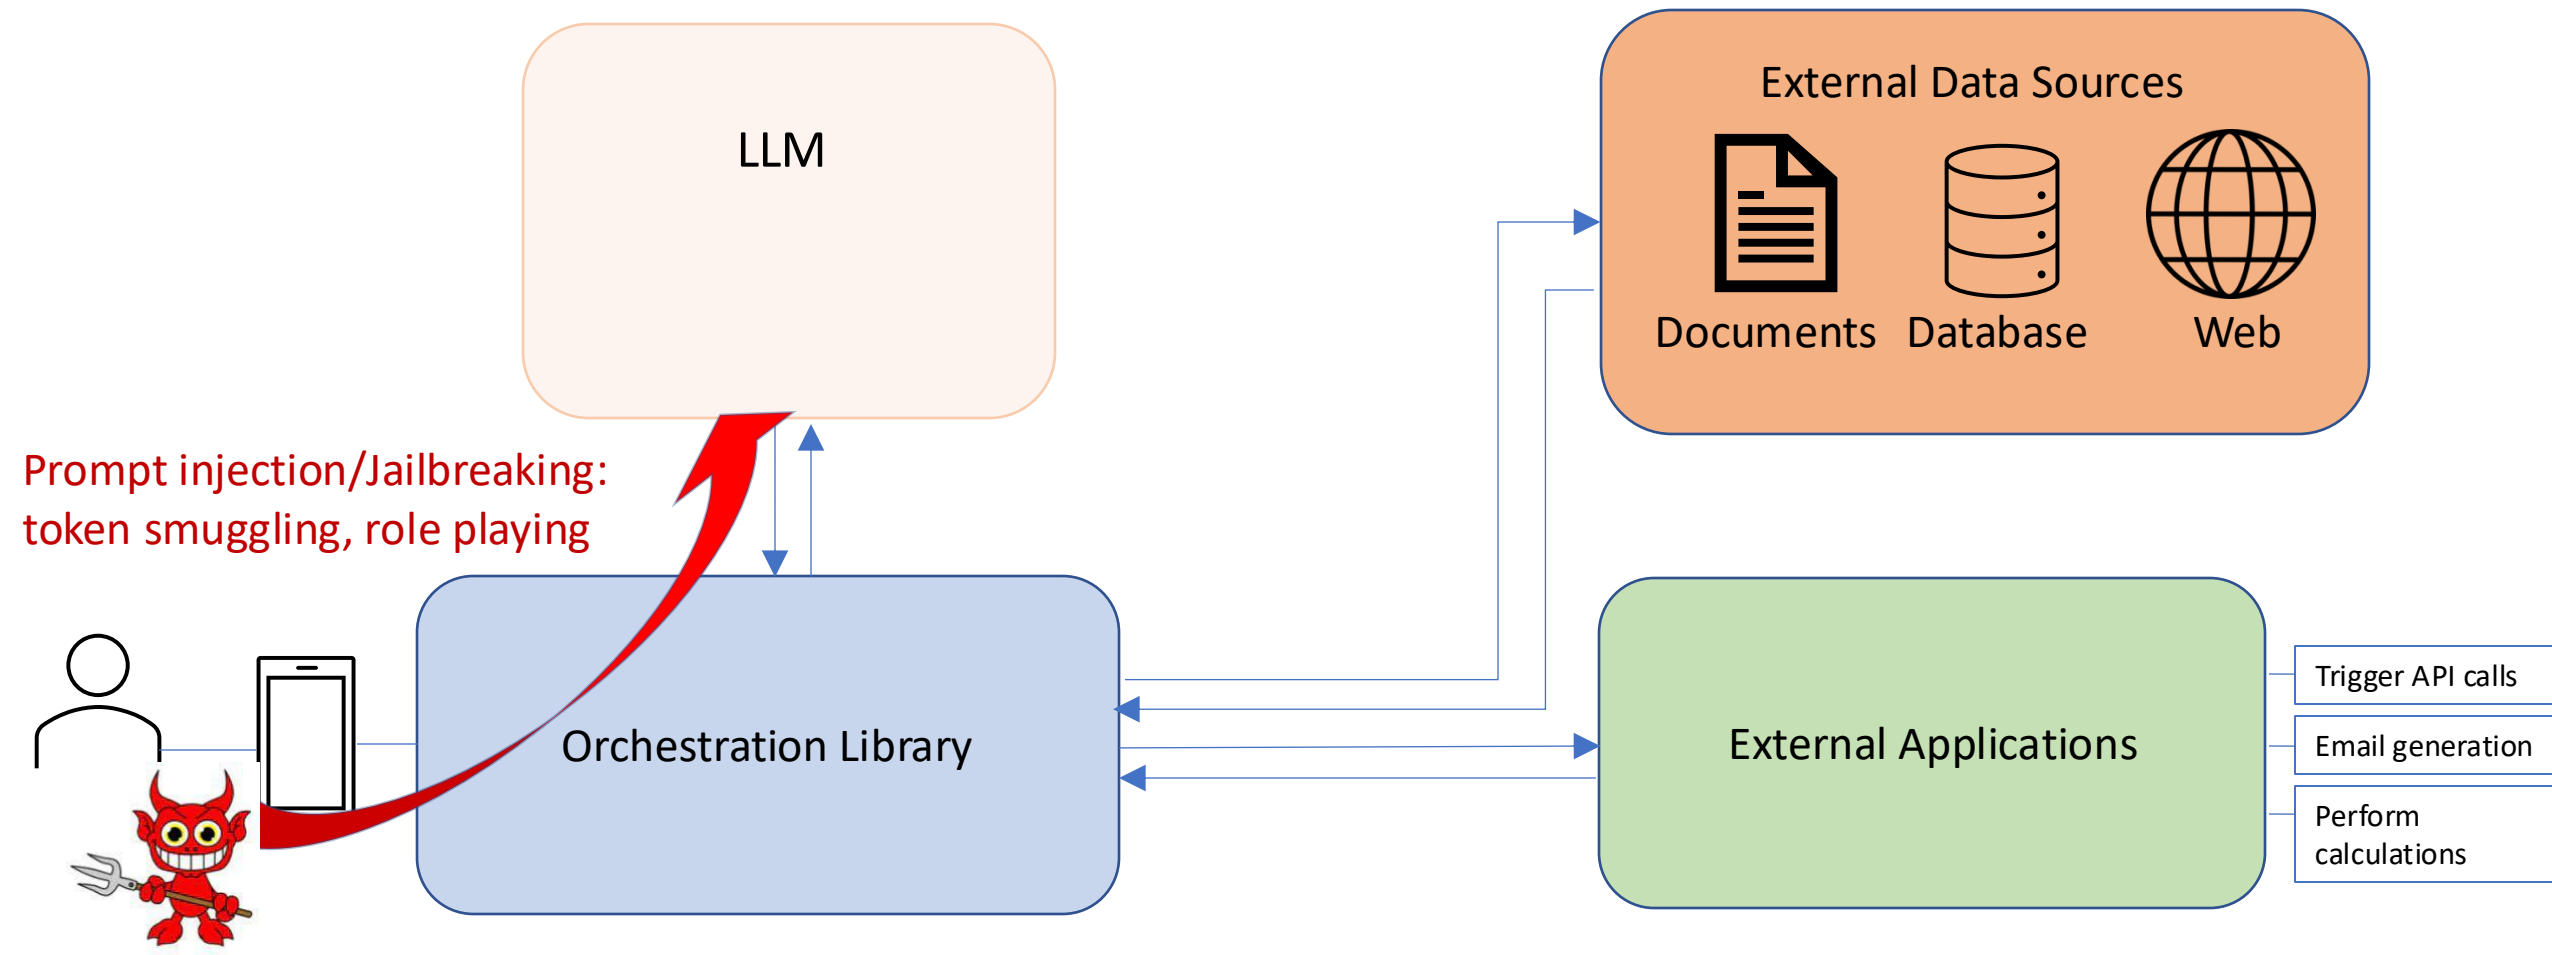 LLM
External Data Sources
Documents
Database
Web
Prompt injection/Jailbreaking:
token smuggling, role playing
Orchestration Library
External Applications
Trigger API calls
Email generation
Perform
calculations